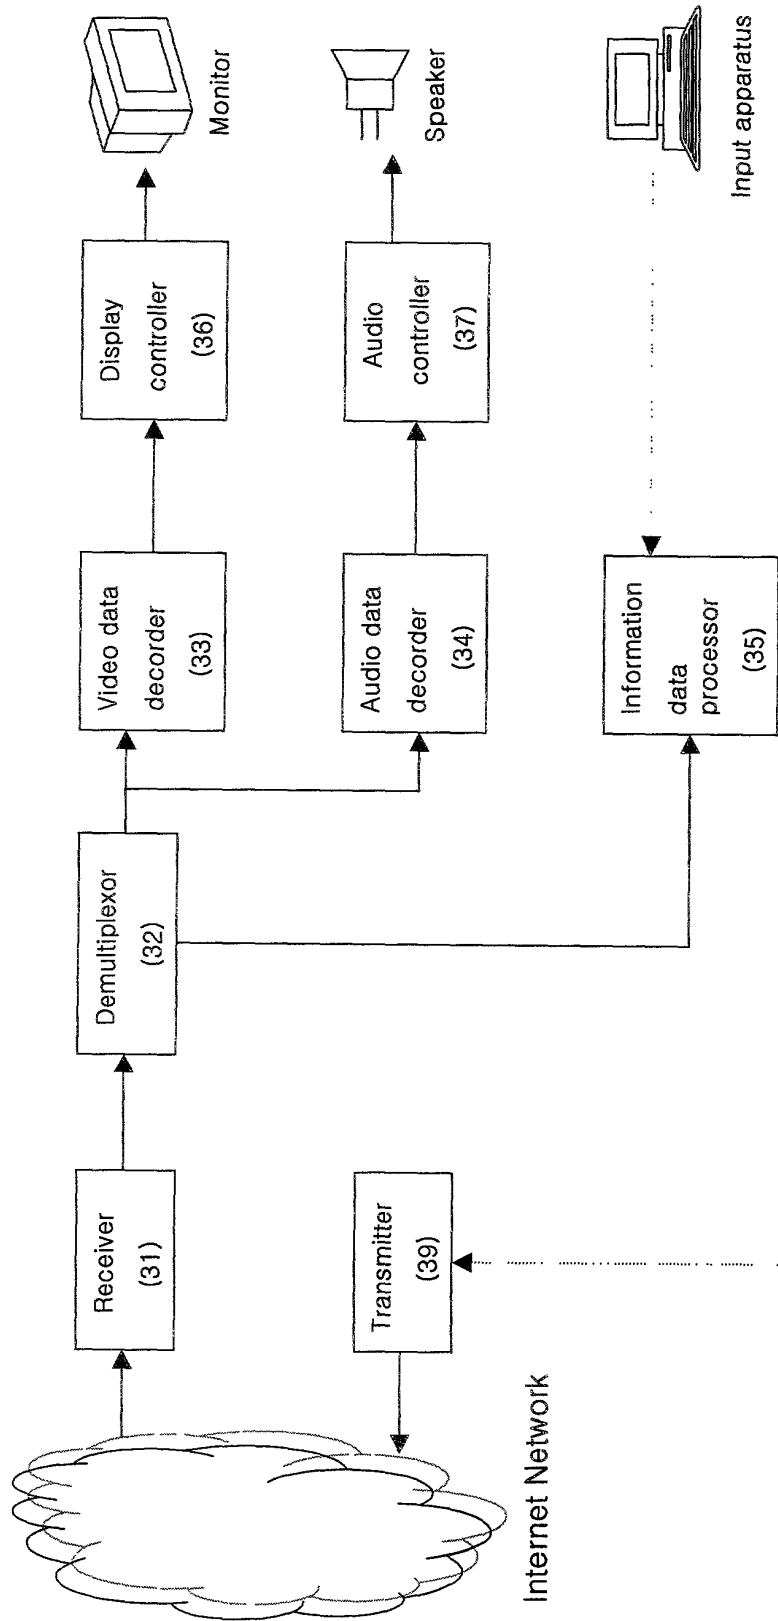 Internet Network
Receiver
(31)
Transmitter
(39)
Demultiplexor
(32)
Video data
decorder
(33)
Audio data
decorder
(34)
Information
data
processor
(35)
Display
controller
(36)
Audio
controller
(37)
Monitor
Speaker
Input apparatus